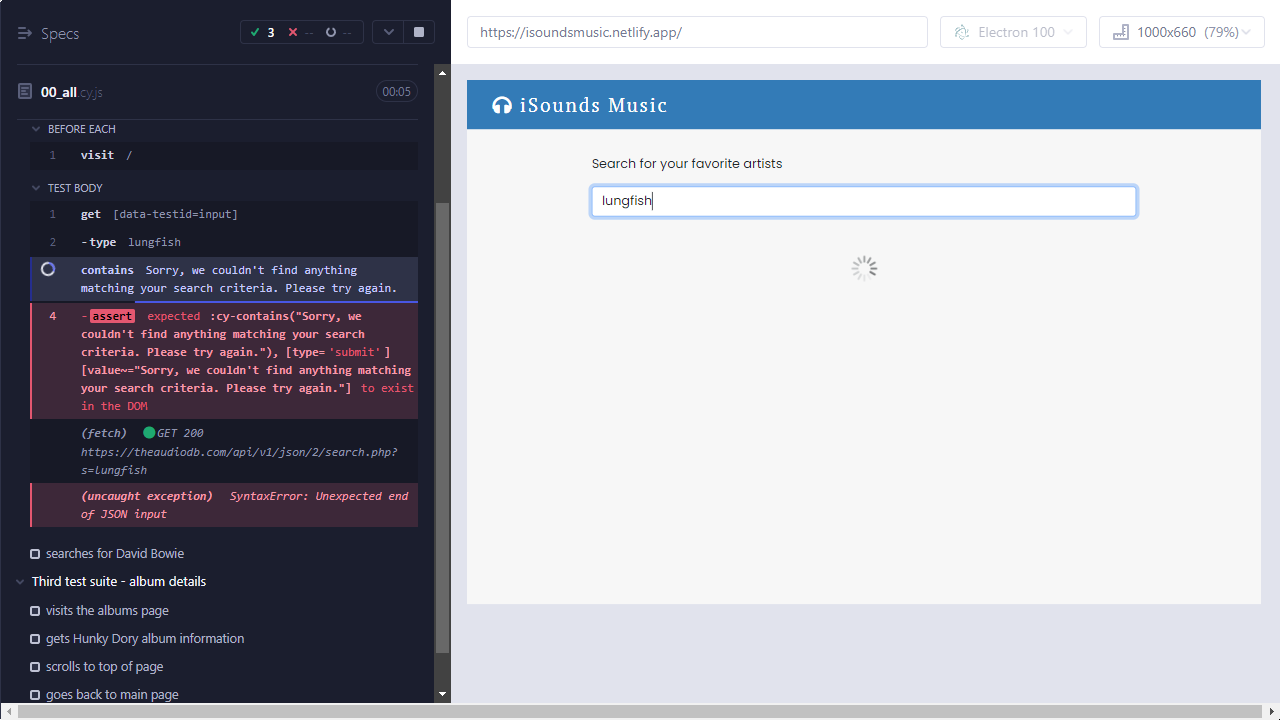 Specs
3
--
--
https://isoundsmusic.netlify.app/
Electron 100
1000x660 (79%)
00_all.cy.js
00:05
BEFORE EACH
1 visit /
TEST BODY
1 get [data-testid=input]
2 -type lungfish
contains Sorry, we couldn't find anything
matching your search criteria. Please try again.
4 -assert expected :cy-contains("Sorry, we
couldn't find anything matching your search
criteria. Please try again."), [type='submit']
[value~="Sorry, we couldn't find anything matching
your search criteria. Please try again."] to exist
in the DOM
(fetch) GET 200
https://theaudiodb.com/api/v1/json/2/search.php?
s=lungfish
(uncaught exception) SyntaxError: Unexpected end
of JSON input
searches for David Bowie
Third test suite - album details
visits the albums page
gets Hunky Dory album information
scrolls to top of page
goes back to main page
iSounds Music
Search for your favorite artists
lungfish